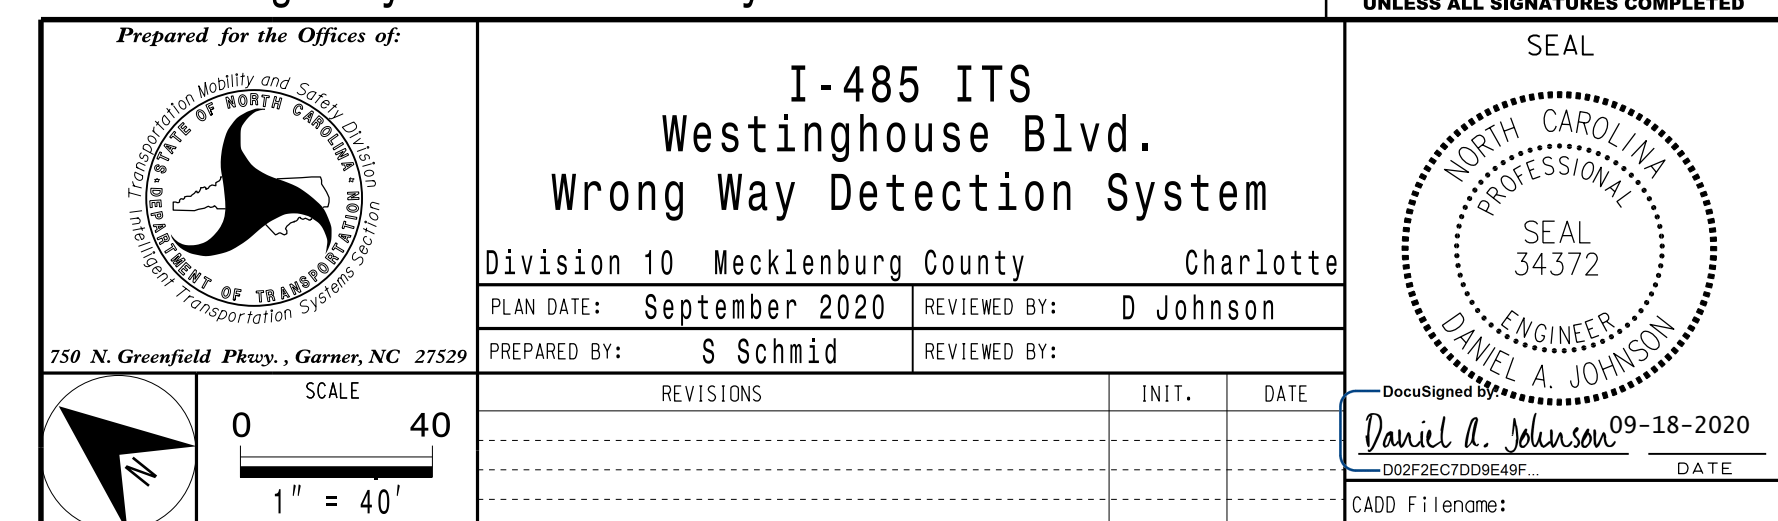 UNLESS ALL SIGNATURES COMPLETED
Prepared for the Offices of:
Transportation Mobility and Safety Division
Intelligent Transportation Systems Section
STATE OF NORTH CAROLINA
DEPARTMENT OF TRANSPORTATION
750 N. Greenfield Pkwy. , Garner, NC 27529
I-485 ITS
Westinghouse Blvd.
Wrong Way Detection System
Division 10 Mecklenburg County Charlotte
PLAN DATE: September 2020 REVIEWED BY: D Johnson
PREPARED BY: S Schmid REVIEWED BY:
SCALE
0 40
1" = 40'
N
REVISIONS INIT. DATE
SEAL
NORTH CAROLINA
PROFESSIONAL
SEAL
34372
ENGINEER
DANIEL A. JOHNSON
DocuSigned by:
Daniel A. Johnson 09-18-2020
D02F2EC7DD9E49F... DATE
CADD Filename: